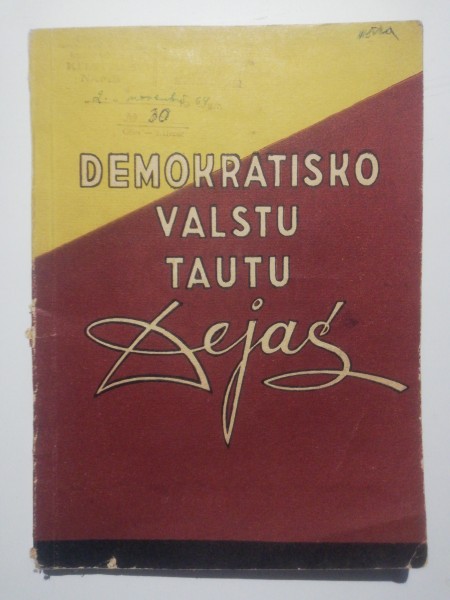 30
DEMOKRATISKO
VALSTU
TAUTU
Dejas